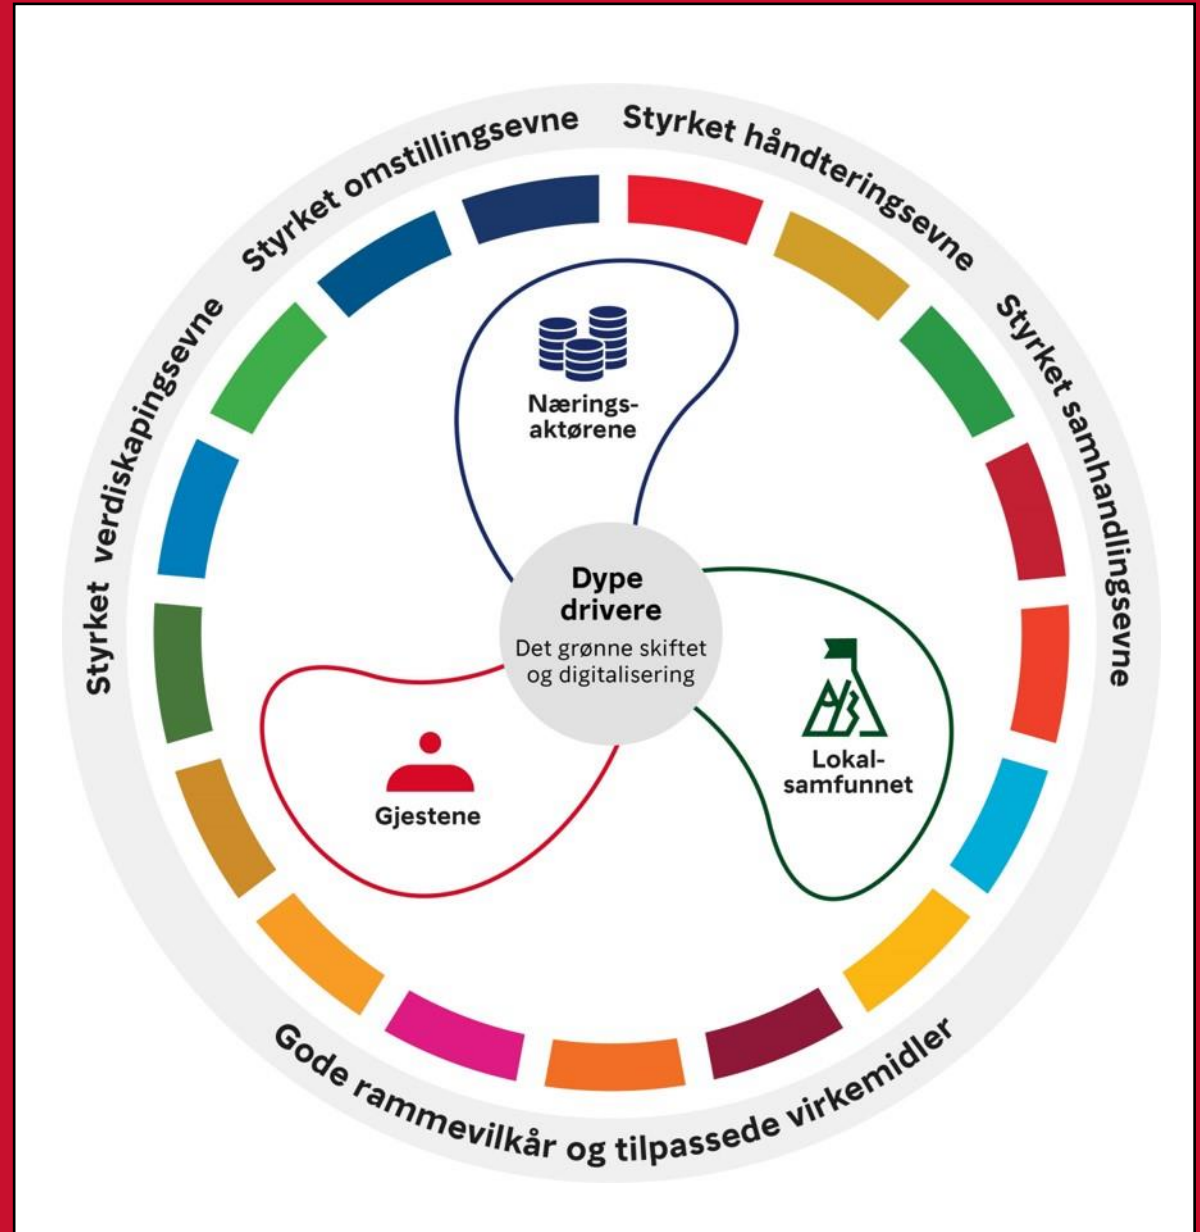 Styrket verdiskapingsevne
Styrket omstillingsevne
Styrket håndteringsevne
Styrket samhandlingsevne
Nærings-
aktørene
Dype
drivere
Det grønne skiftet
og digitalisering
Lokal-
samfunnet
Gjestene
Gode rammevilkår og tilpassede virkemidler